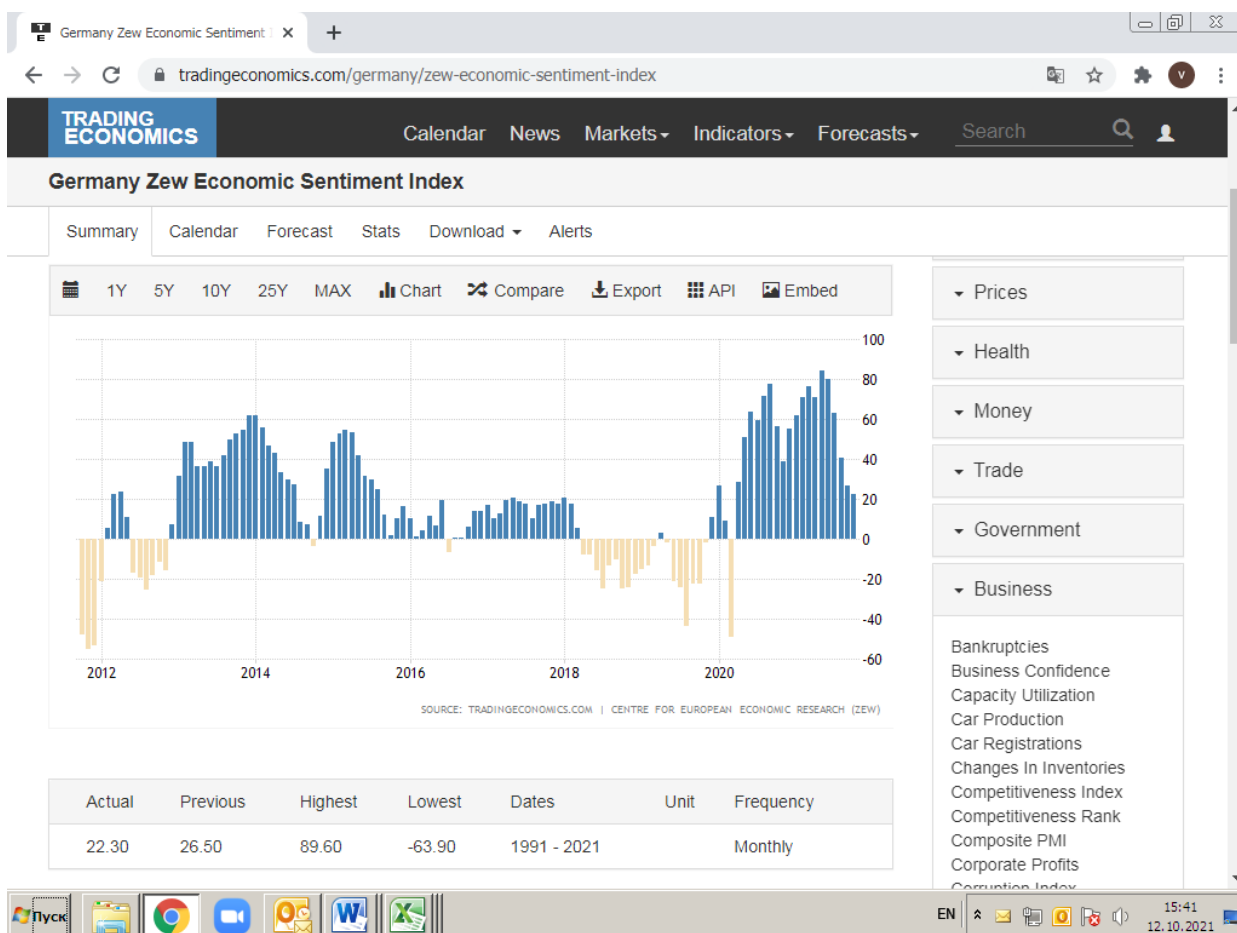 Germany Zew Economic Sentiment I
tradingeconomics.com/germany/zew-economic-sentiment-index
V
TRADING
ECONOMICS
Calendar News Markets Indicators Forecasts Search
Germany Zew Economic Sentiment Index
Summary Calendar Forecast Stats Download Alerts
1Y 5Y 10Y 25Y MAX Chart Compare Export API Embed
100
80
60
40
20
0
-20
-40
-60
2012 2014 2016 2018 2020
SOURCE: TRADINGECONOMICS.COM | CENTRE FOR EUROPEAN ECONOMIC RESEARCH (ZEW)
Actual Previous Highest Lowest Dates Unit Frequency
22.30 26.50 89.60 -63.90 1991 - 2021 Monthly
Prices
Health
Money
Trade
Government
Business
Bankruptcies
Business Confidence
Capacity Utilization
Car Production
Car Registrations
Changes In Inventories
Competitiveness Index
Competitiveness Rank
Composite PMI
Corporate Profits
Corruption Index
Пуск
EN
15:41
12.10.2021